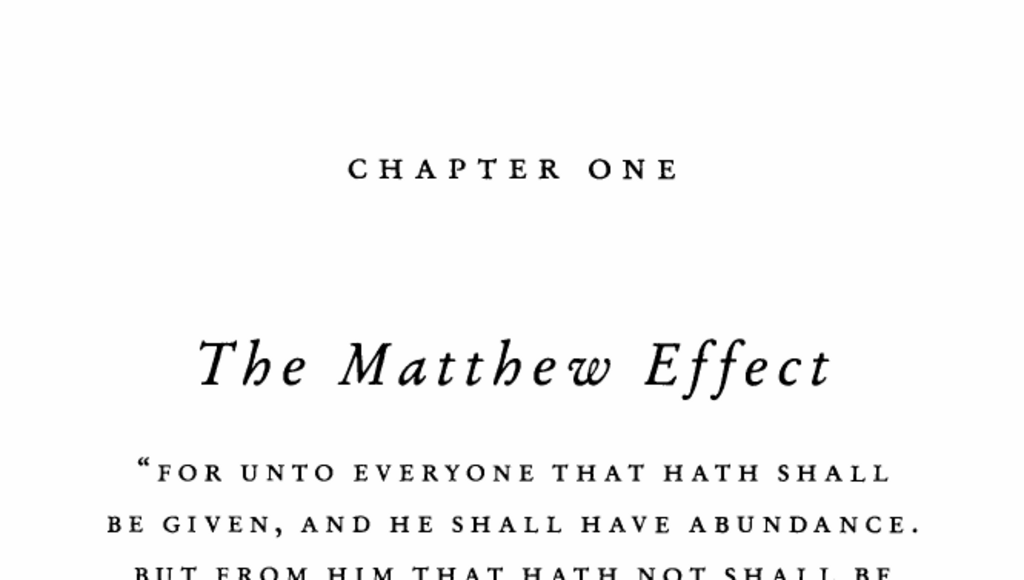 CHAPTER ONE
The Matthew Effect
“FOR UNTO EVERYONE THAT HATH SHALL
BE GIVEN, AND HE SHALL HAVE ABUNDANCE.
BUT FROM HIM THAT HATH NOT SHALL BE